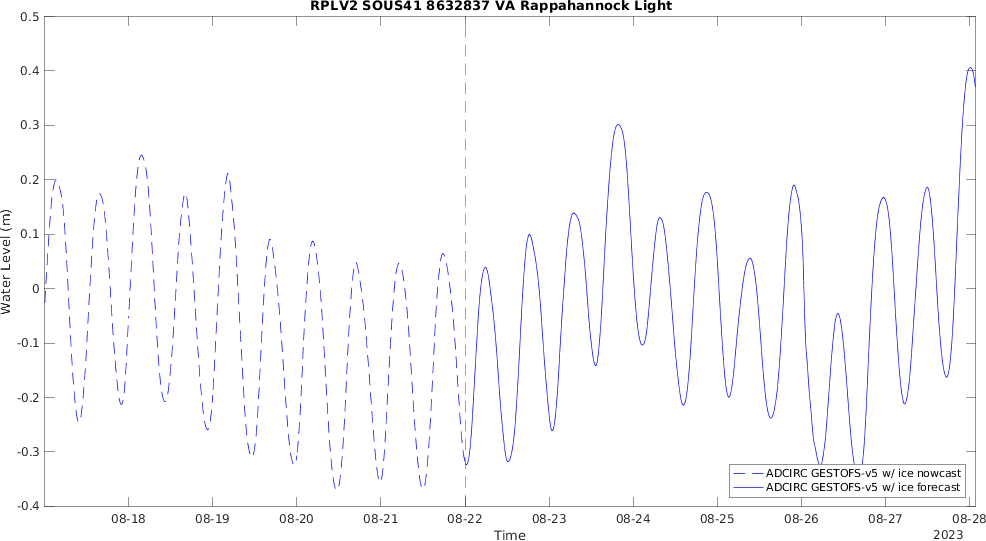 RPLV2 SOUS41 8632837 VA Rappahannock Light
0.5
0.4
0.3
0.2
0.1
0
-0.1
-0.2
-0.3
-0.4
Water Level (m)
ADCIRC GESTOFS-v5 w/ ice nowcast
ADCIRC GESTOFS-v5 w/ ice forecast
08-18 08-19 08-20 08-21 08-22 08-23 08-24 08-25 08-26 08-27 08-28
Time
2023